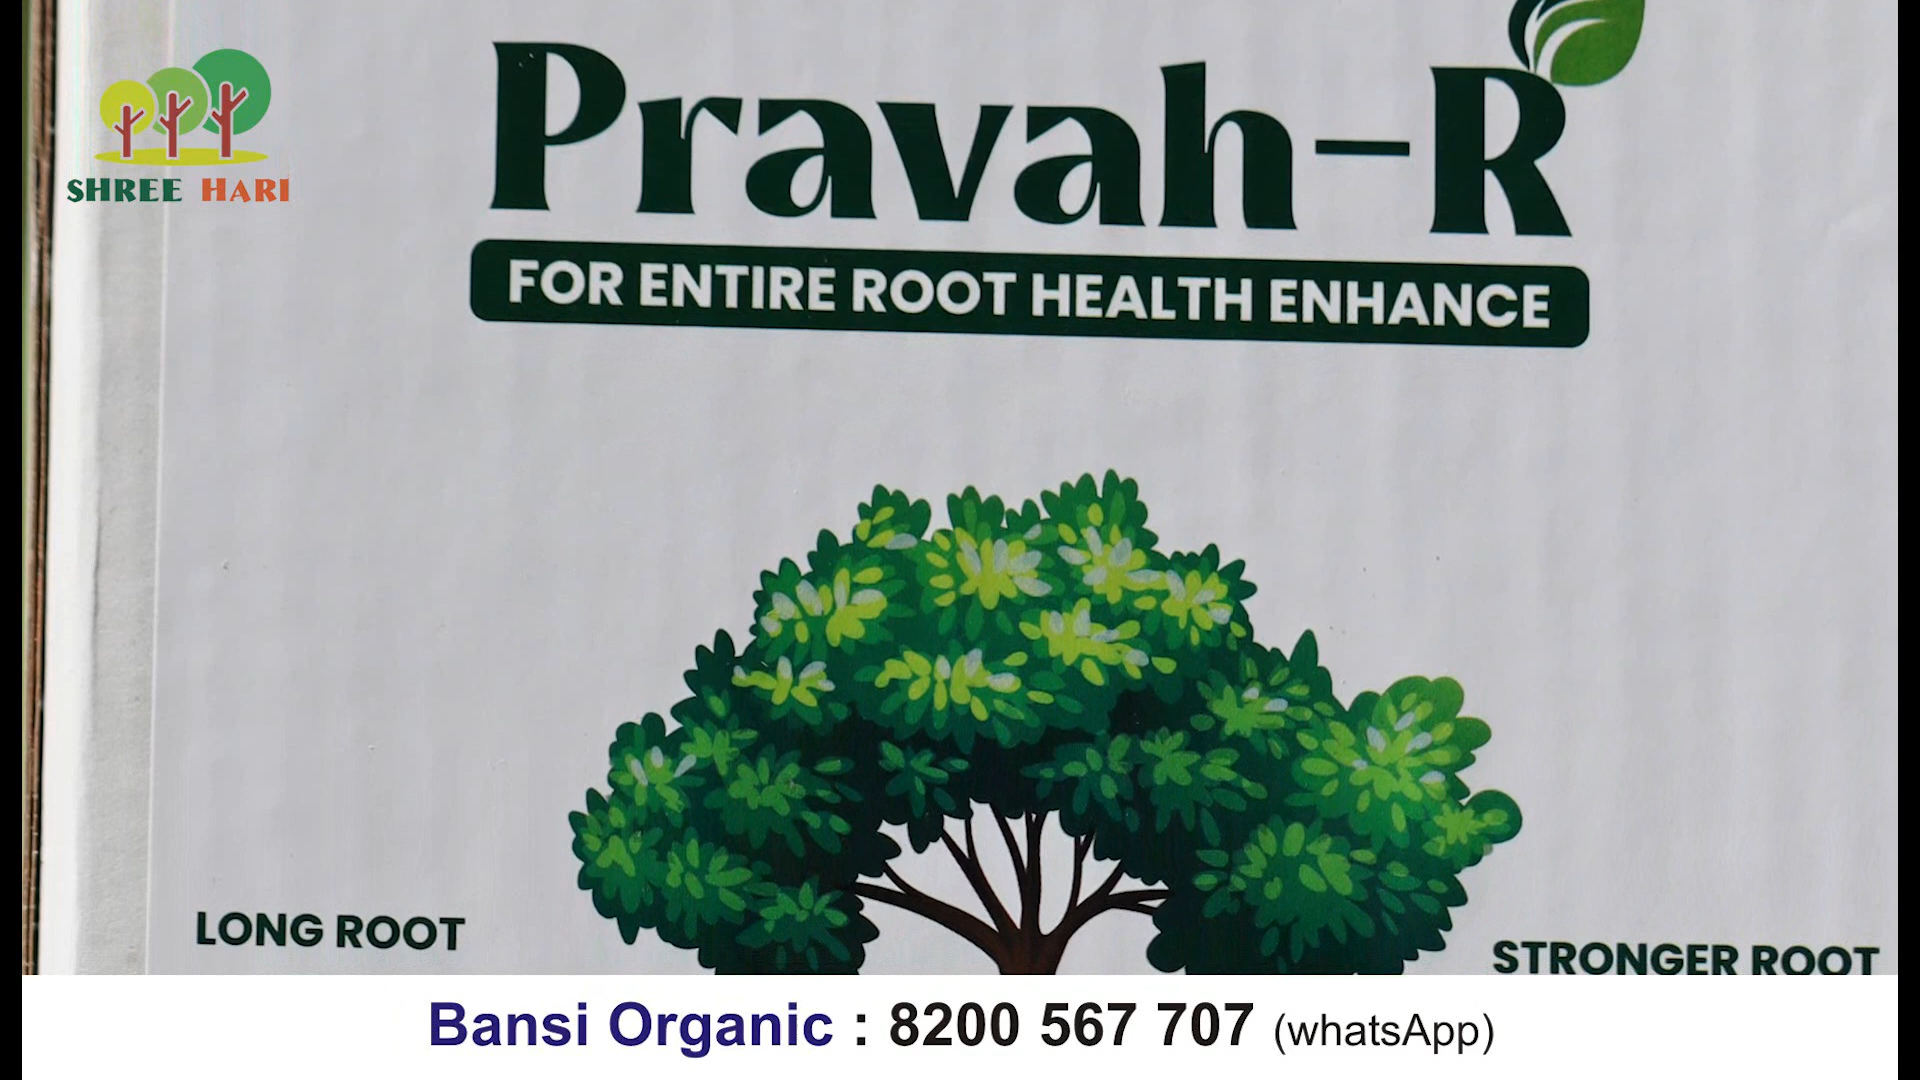 SHREE HARI
Pravah-R
FOR ENTIRE ROOT HEALTH ENHANCE
LONG ROOT
STRONGER ROOT
Bansi Organic : 8200 567 707 (whatsApp)